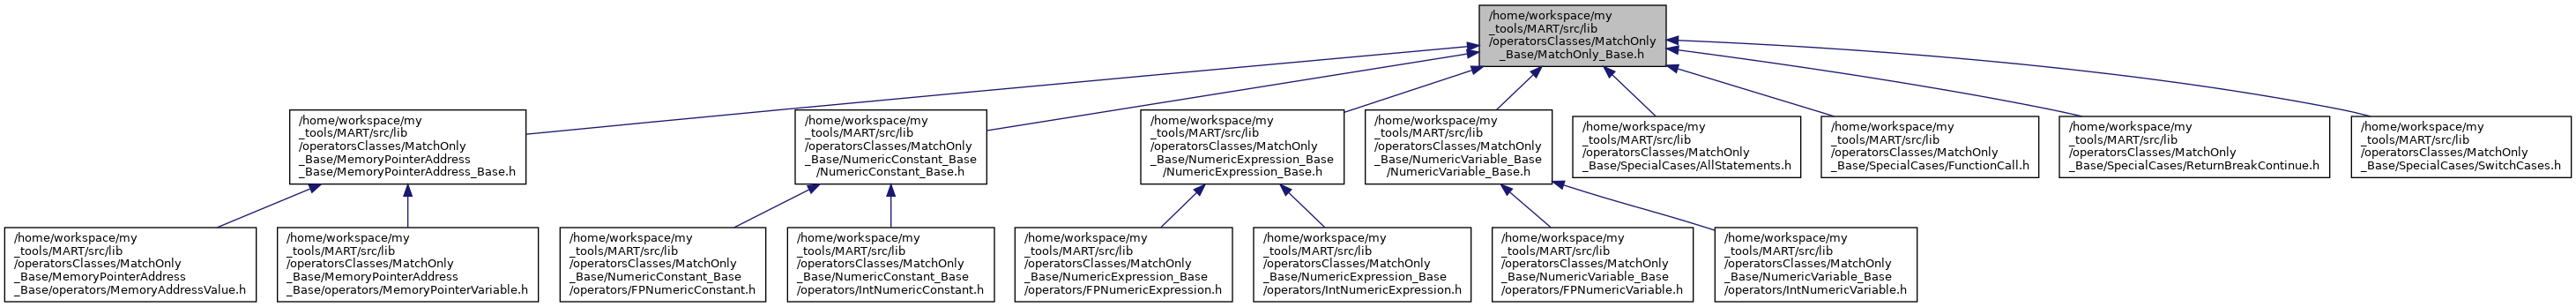 /home/workspace/my
_tools/MART/src/lib
/operatorsClasses/MatchOnly
_Base/MatchOnly_Base.h
/home/workspace/my
_tools/MART/src/lib
/operatorsClasses/MatchOnly
_Base/MemoryPointerAddress
_Base/MemoryPointerAddress_Base.h
/home/workspace/my
_tools/MART/src/lib
/operatorsClasses/MatchOnly
_Base/NumericConstant_Base
/NumericConstant_Base.h
/home/workspace/my
_tools/MART/src/lib
/operatorsClasses/MatchOnly
_Base/NumericExpression_Base
/NumericExpression_Base.h
/home/workspace/my
_tools/MART/src/lib
/operatorsClasses/MatchOnly
_Base/NumericVariable_Base
/NumericVariable_Base.h
/home/workspace/my
_tools/MART/src/lib
/operatorsClasses/MatchOnly
_Base/SpecialCases/AllStatements.h
/home/workspace/my
_tools/MART/src/lib
/operatorsClasses/MatchOnly
_Base/SpecialCases/FunctionCall.h
/home/workspace/my
_tools/MART/src/lib
/operatorsClasses/MatchOnly
_Base/SpecialCases/ReturnBreakContinue.h
/home/workspace/my
_tools/MART/src/lib
/operatorsClasses/MatchOnly
_Base/SpecialCases/SwitchCases.h
/home/workspace/my
_tools/MART/src/lib
/operatorsClasses/MatchOnly
_Base/MemoryPointerAddress
_Base/operators/MemoryAddressValue.h
/home/workspace/my
_tools/MART/src/lib
/operatorsClasses/MatchOnly
_Base/MemoryPointerAddress
_Base/operators/MemoryPointerVariable.h
/home/workspace/my
_tools/MART/src/lib
/operatorsClasses/MatchOnly
_Base/NumericConstant_Base
/operators/FPNumericConstant.h
/home/workspace/my
_tools/MART/src/lib
/operatorsClasses/MatchOnly
_Base/NumericConstant_Base
/operators/IntNumericConstant.h
/home/workspace/my
_tools/MART/src/lib
/operatorsClasses/MatchOnly
_Base/NumericExpression_Base
/operators/FPNumericExpression.h
/home/workspace/my
_tools/MART/src/lib
/operatorsClasses/MatchOnly
_Base/NumericExpression_Base
/operators/IntNumericExpression.h
/home/workspace/my
_tools/MART/src/lib
/operatorsClasses/MatchOnly
_Base/NumericVariable_Base
/operators/FPNumericVariable.h
/home/workspace/my
_tools/MART/src/lib
/operatorsClasses/MatchOnly
_Base/NumericVariable_Base
/operators/IntNumericVariable.h